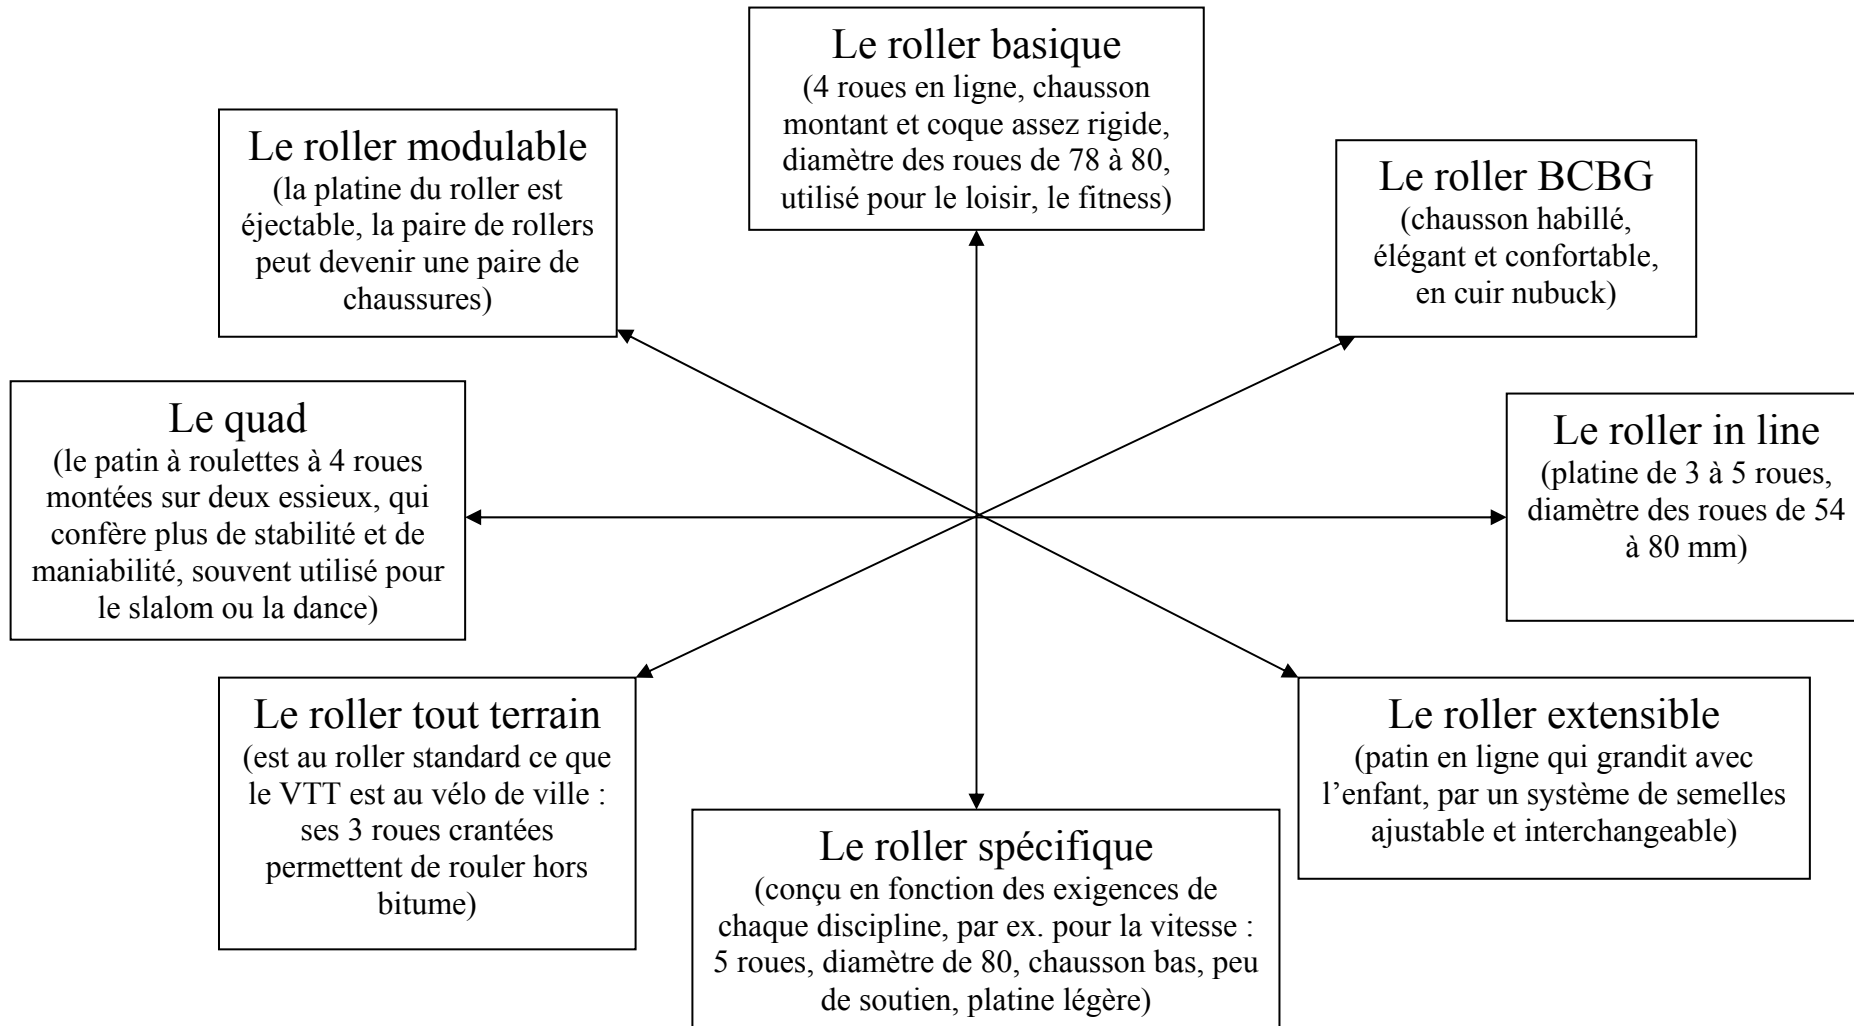 Le roller basique
(4 roues en ligne, chausson
montant et coque assez rigide,
diamètre des roues de 78 à 80,
utilisé pour le loisir, le fitness)
Le roller modulable
(la platine du roller est
éjectable, la paire de rollers
peut devenir une paire de
chaussures)
Le roller BCBG
(chausson habillé,
élégant et confortable,
en cuir nubuck)
Le quad
(le patin à roulettes à 4 roues
montées sur deux essieux, qui
confère plus de stabilité et de
maniabilité, souvent utilisé pour
le slalom ou la dance)
Le roller in line
(platine de 3 à 5 roues,
diamètre des roues de 54
à 80 mm)
Le roller tout terrain
(est au roller standard ce que
le VTT est au vélo de ville :
ses 3 roues crantées
permettent de rouler hors
bitume)
Le roller spécifique
(conçu en fonction des exigences de
chaque discipline, par ex. pour la vitesse :
5 roues, diamètre de 80, chausson bas, peu
de soutien, platine légère)
Le roller extensible
(patin en ligne qui grandit avec
l’enfant, par un système de semelles
ajustable et interchangeable)